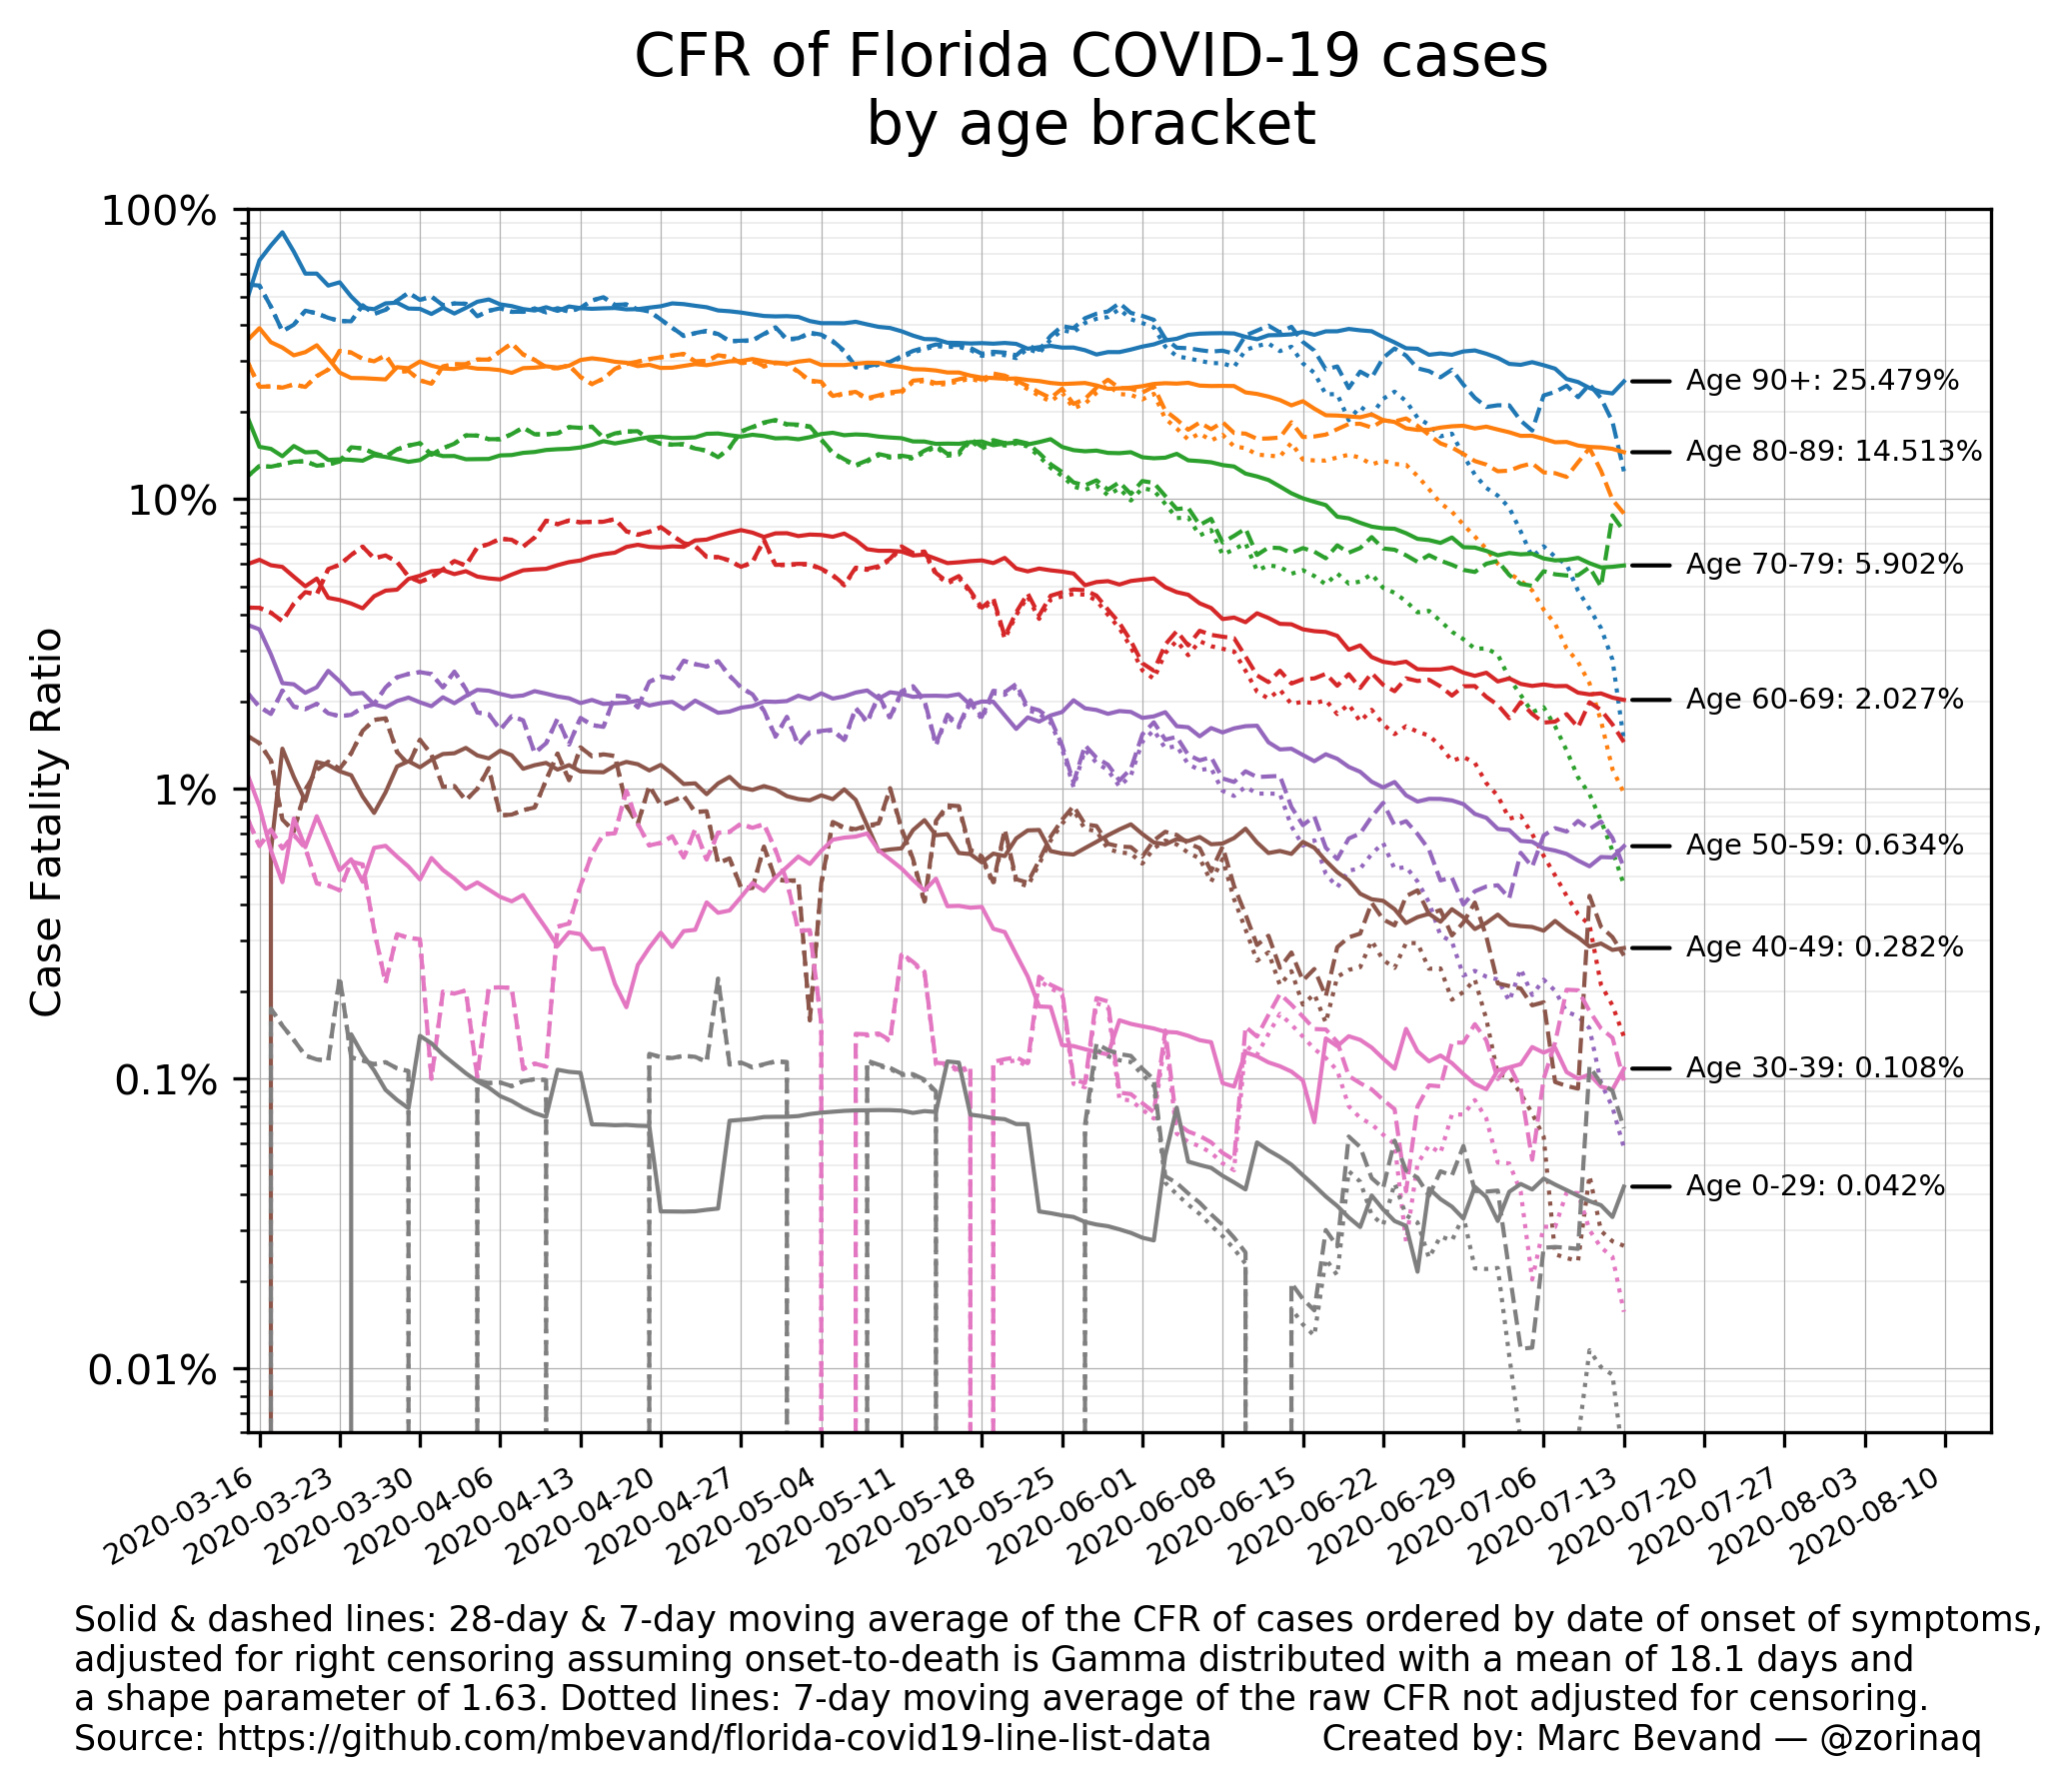 CFR of Florida COVID-19 cases
by age bracket
Case Fatality Ratio
100%
10%
1%
0.1%
0.01%
Age 90+: 25.479%
Age 80-89: 14.513%
Age 70-79: 5.902%
Age 60-69: 2.027%
Age 50-59: 0.634%
Age 40-49: 0.282%
Age 30-39: 0.108%
Age 0-29: 0.042%
2020-03-16
2020-03-23
2020-03-30
2020-04-06
2020-04-13
2020-04-20
2020-04-27
2020-05-04
2020-05-11
2020-05-18
2020-05-25
2020-06-01
2020-06-08
2020-06-15
2020-06-22
2020-06-29
2020-07-06
2020-07-13
2020-07-20
2020-07-27
2020-08-03
2020-08-10
Solid & dashed lines: 28-day & 7-day moving average of the CFR of cases ordered by date of onset of symptoms,
adjusted for right censoring assuming onset-to-death is Gamma distributed with a mean of 18.1 days and
a shape parameter of 1.63. Dotted lines: 7-day moving average of the raw CFR not adjusted for censoring.
Source: https://github.com/mbevand/florida-covid19-line-list-data Created by: Marc Bevand — @zorinaq